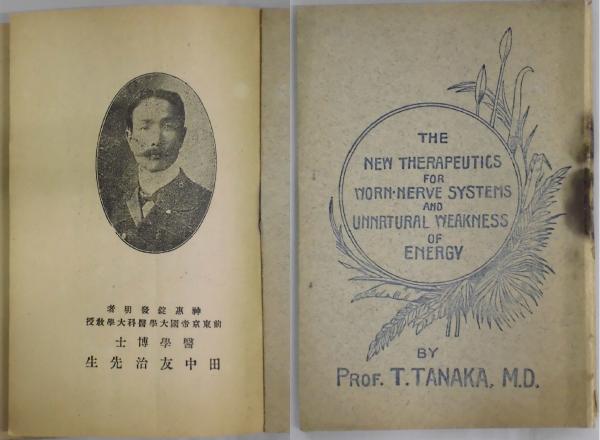 神惠錠發明者
前東京帝國大學醫科大學敎授
醫學博士
田中友治先生
THE
NEW THERAPEUTICS
FOR
WORN-NERVE SYSTEMS
AND
UNNATURAL WEAKNESS
OF
ENERGY
BY
PROF. T. TANAKA, M.D.